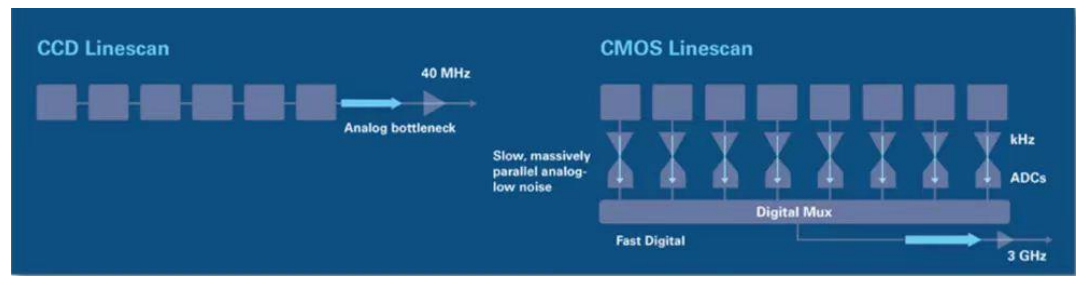 CCD Linescan
40 MHz
Analog bottleneck
CMOS Linescan
Slow, massively
parallel analog-
low noise
kHz
ADCs
Digital Mux
Fast Digital
3 GHz